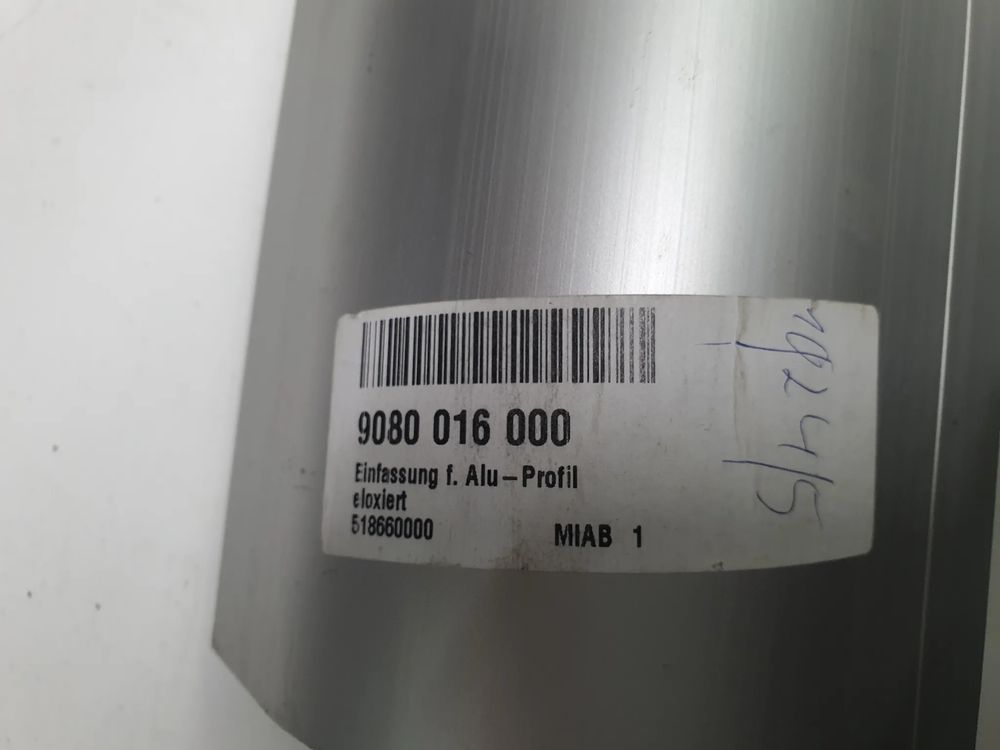 9080 016 000
Einfassung f. Alu-Profil
eloxiert
518660000 MIAB 1